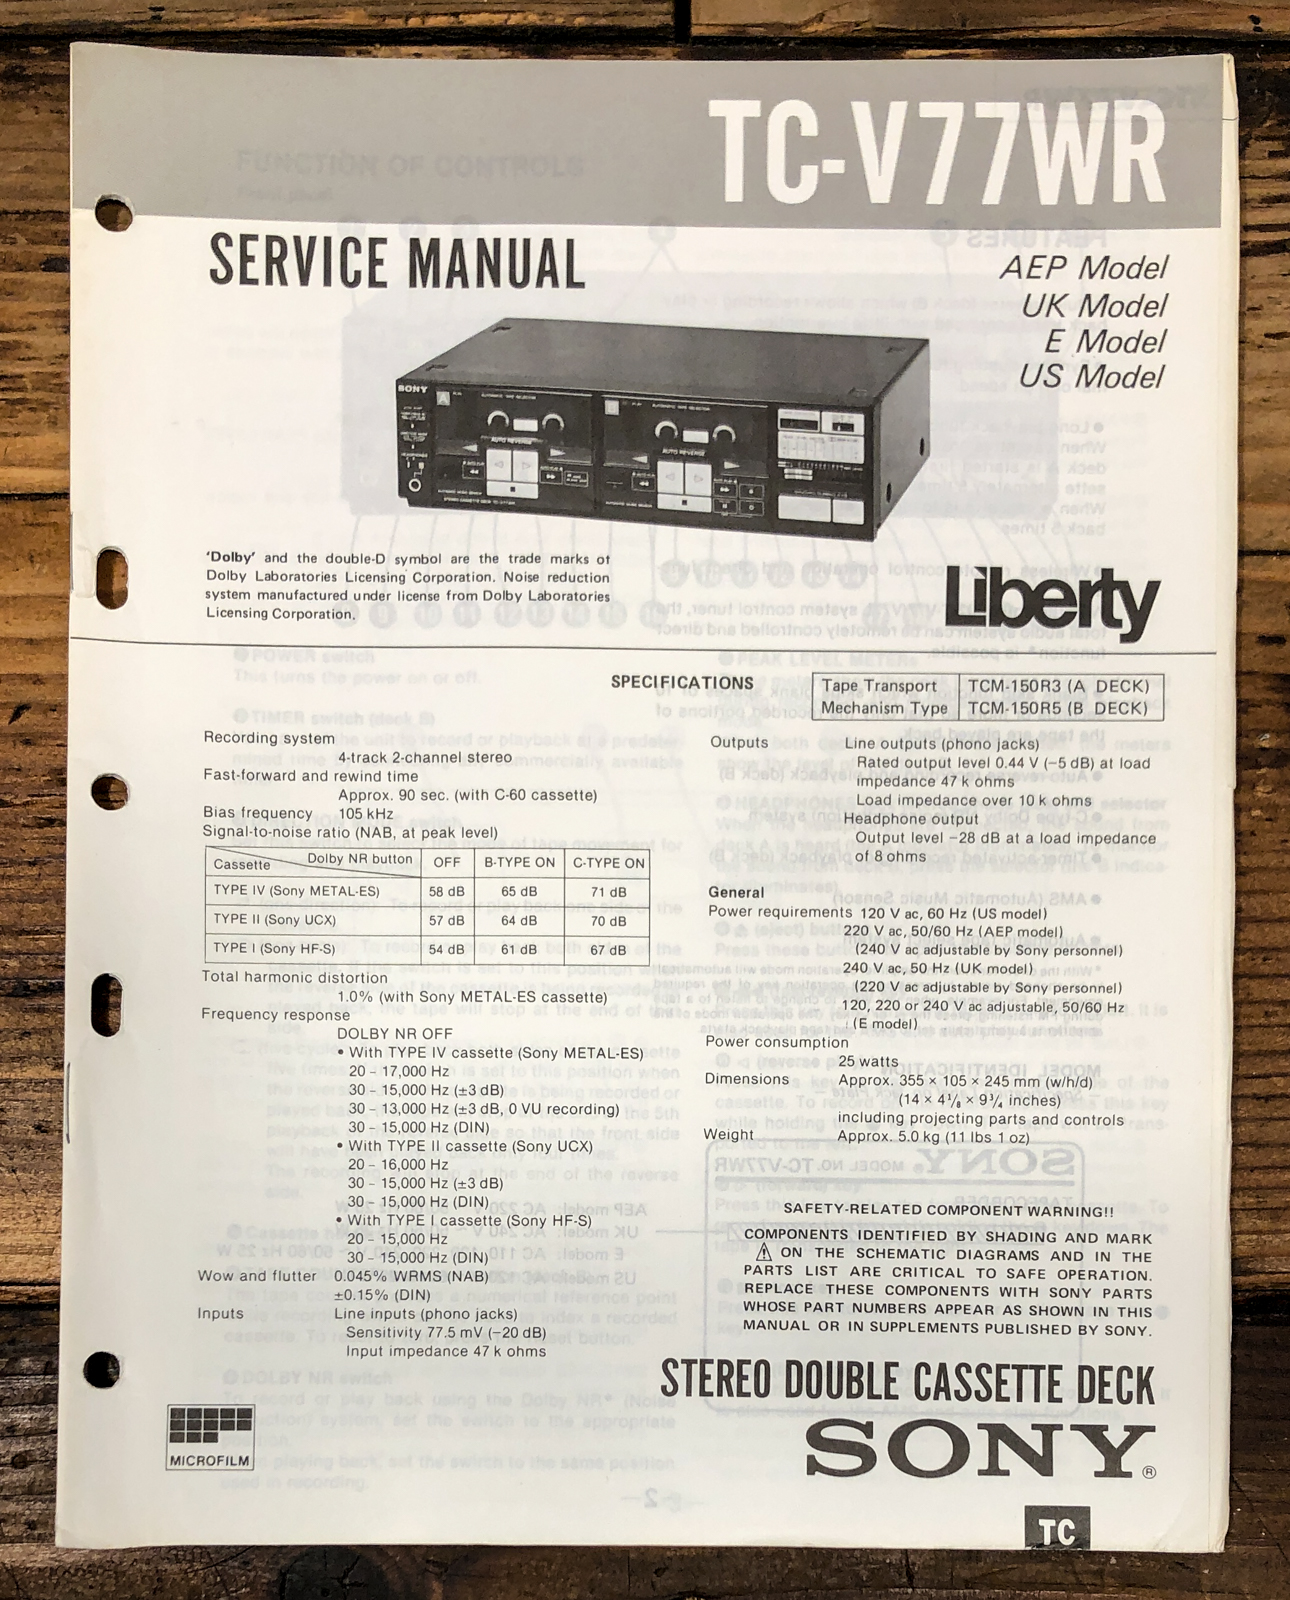 TC-V77WR
SERVICE MANUAL
AEP Model
UK Model
E Model
US Model
SONY
A
B
AUTO REVERSE
AUTO REVERSE
'Dolby' and the double-D symbol are the trade marks of
Dolby Laboratories Licensing Corporation. Noise reduction
system manufactured under license from Dolby Laboratories
Licensing Corporation.
Liberty
SPECIFICATIONS
Tape Transport Mechanism Type
TCM-150R3 (A DECK)
TCM-150R5 (B DECK)
Recording system
4-track 2-channel stereo
Fast-forward and rewind time
Approx. 90 sec. (with C-60 cassette)
Bias frequency 105 kHz
Signal-to-noise ratio (NAB, at peak level)
Cassette Dolby NR button OFF B-TYPE ON C-TYPE ON
TYPE IV (Sony METAL-ES) 58 dB 65 dB 71 dB
TYPE II (Sony UCX) 57 dB 64 dB 70 dB
TYPE I (Sony HF-S) 54 dB 61 dB 67 dB
Total harmonic distortion
1.0% (with Sony METAL-ES cassette)
Frequency response
DOLBY NR OFF
• With TYPE IV cassette (Sony METAL-ES)
20 – 17,000 Hz
30 – 15,000 Hz (±3 dB)
30 – 13,000 Hz (±3 dB, 0 VU recording)
30 – 15,000 Hz (DIN)
• With TYPE II cassette (Sony UCX)
20 – 16,000 Hz
30 – 15,000 Hz (±3 dB)
30 – 15,000 Hz (DIN)
• With TYPE I cassette (Sony HF-S)
20 – 15,000 Hz
30 – 15,000 Hz (DIN)
Wow and flutter 0.045% WRMS (NAB)
±0.15% (DIN)
Inputs Line inputs (phono jacks)
Sensitivity 77.5 mV (−20 dB)
Input impedance 47 k ohms
Outputs Line outputs (phono jacks)
Rated output level 0.44 V (−5 dB) at load
impedance 47 k ohms
Load impedance over 10 k ohms
Headphone output
Output level −28 dB at a load impedance
of 8 ohms
General
Power requirements 120 V ac, 60 Hz (US model)
220 V ac, 50/60 Hz (AEP model)
(240 V ac adjustable by Sony personnel)
240 V ac, 50 Hz (UK model)
(220 V ac adjustable by Sony personnel)
120, 220 or 240 V ac adjustable, 50/60 Hz
(E model)
Power consumption
25 watts
Dimensions Approx. 355 × 105 × 245 mm (w/h/d)
(14 × 4 1/8 × 9 3/4 inches)
including projecting parts and controls
Weight Approx. 5.0 kg (11 lbs 1 oz)
SAFETY-RELATED COMPONENT WARNING!!
COMPONENTS IDENTIFIED BY SHADING AND MARK
⚠ ON THE SCHEMATIC DIAGRAMS AND IN THE
PARTS LIST ARE CRITICAL TO SAFE OPERATION.
REPLACE THESE COMPONENTS WITH SONY PARTS
WHOSE PART NUMBERS APPEAR AS SHOWN IN THIS
MANUAL OR IN SUPPLEMENTS PUBLISHED BY SONY.
STEREO DOUBLE CASSETTE DECK
SONY®
MICROFILM
TC